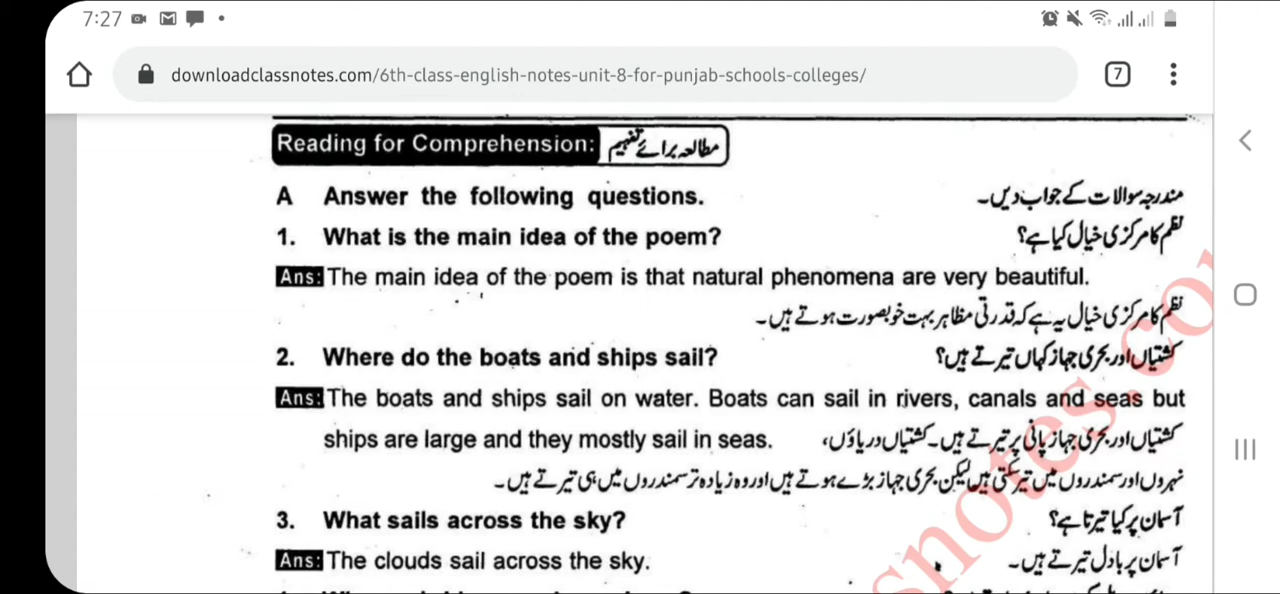 7:27
downloadclassnotes.com/6th-class-english-notes-unit-8-for-punjab-schools-colleges/
7
Reading for Comprehension: مطالعہ برائے تفہیم
A Answer the following questions. مندرجہ سوالات کے جواب دیں۔
1. What is the main idea of the poem? نظم کا مرکزی خیال کیا ہے؟
Ans: The main idea of the poem is that natural phenomena are very beautiful.
نظم کا مرکزی خیال یہ ہے کہ قدرتی مظاہر بہت خوبصورت ہوتے ہیں۔
2. Where do the boats and ships sail? کشتیاں اور بحری جہاز کہاں تیرتے ہیں؟
Ans: The boats and ships sail on water. Boats can sail in rivers, canals and seas but
ships are large and they mostly sail in seas. کشتیاں اور بحری جہاز پانی پر تیرتے ہیں۔ کشتیاں دریاؤں،
نہروں اور سمندروں میں تیر سکتی ہیں لیکن بحری جہاز بڑے ہوتے ہیں اور وہ زیادہ تر سمندروں میں ہی تیرتے ہیں۔
3. What sails across the sky? آسمان پر کیا تیرتا ہے؟
Ans: The clouds sail across the sky. آسمان پر بادل تیرتے ہیں۔
snotes.co